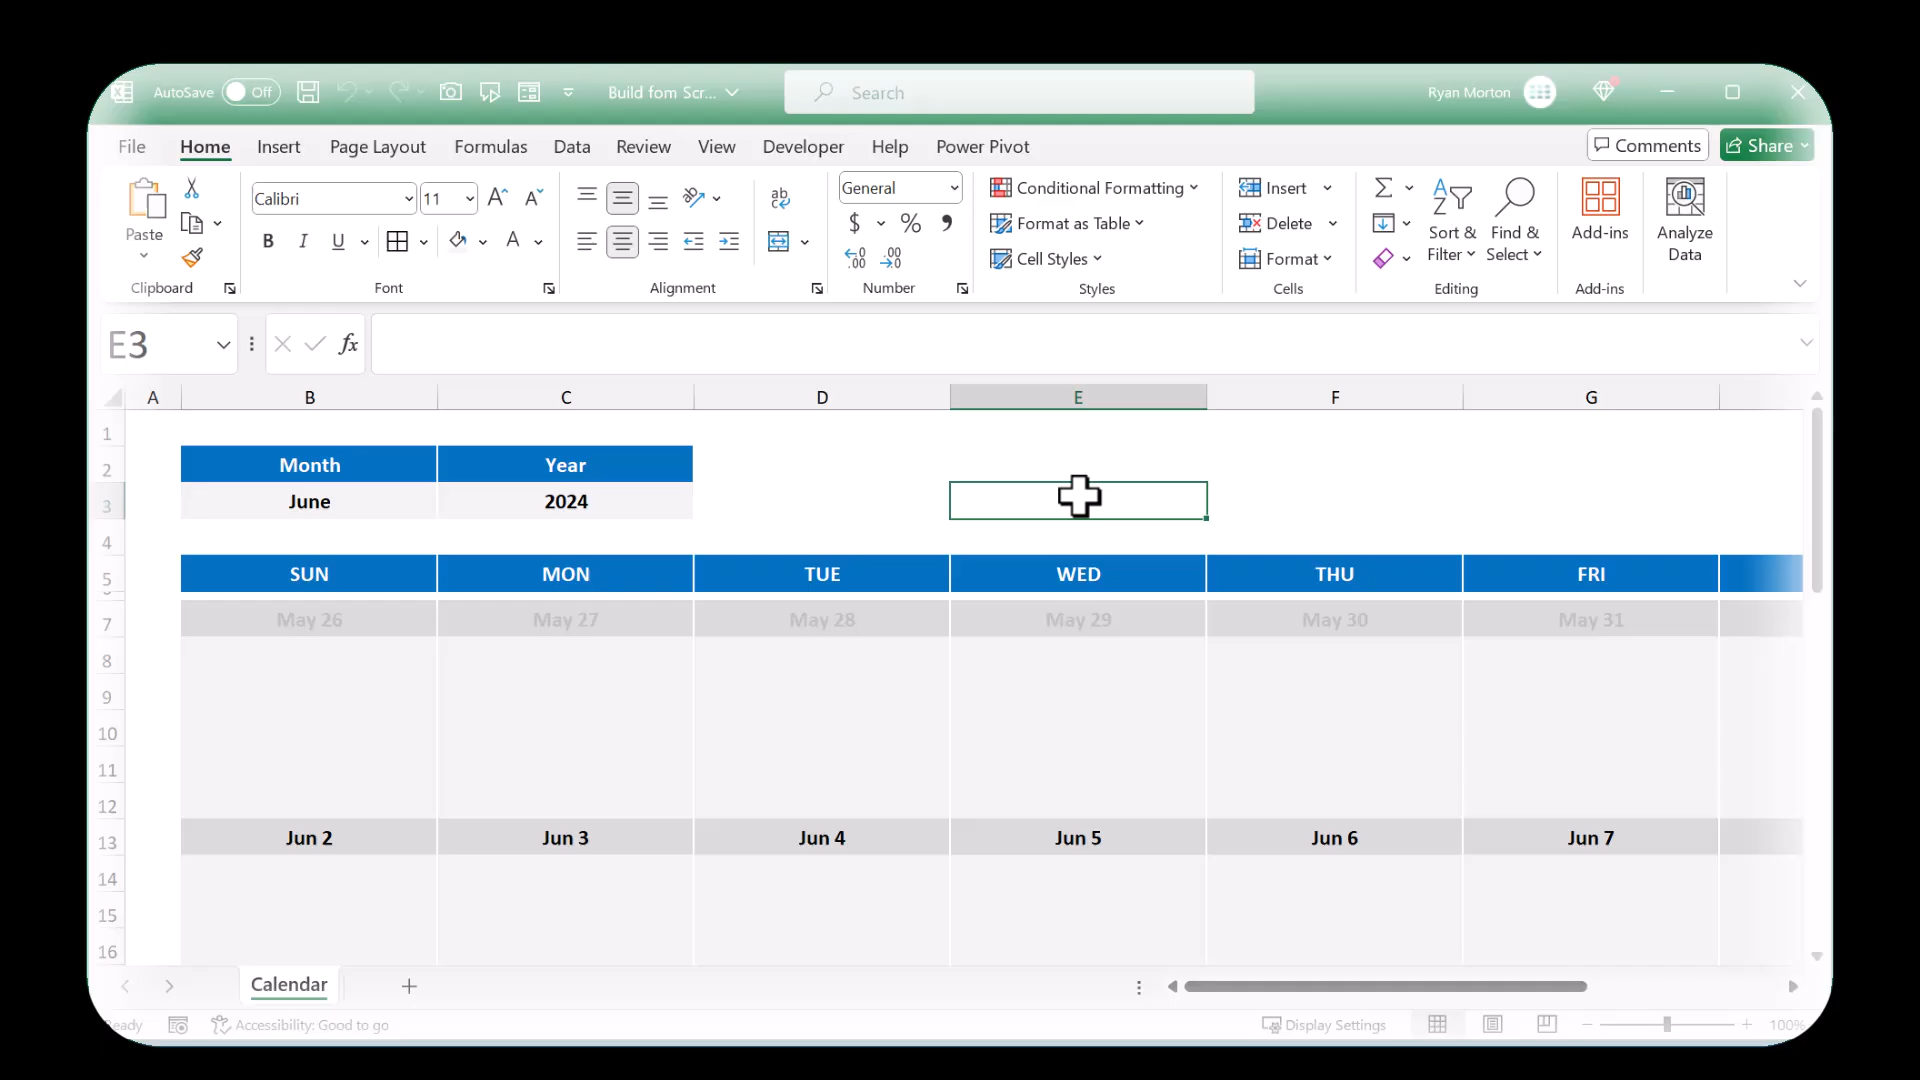 AutoSave Off Build fom Scr... Search Ryan Morton
File Home Insert Page Layout Formulas Data Review View Developer Help Power Pivot Comments Share
Paste
Clipboard
Calibri 11
B I U A
Font
ab
c
Alignment
General
$ % ,
.00 .00
Number
Conditional Formatting
Format as Table
Cell Styles
Styles
Insert
Delete
Format
Cells
Sort &
Filter
Find &
Select
Editing
Add-ins
Add-ins
Analyze
Data
E3 fx
A B C D E F G
1
2 Month Year
3 June 2024
4
5 SUN MON TUE WED THU FRI
7 May 26 May 27 May 28 May 29 May 30 May 31
8
9
10
11
12
13 Jun 2 Jun 3 Jun 4 Jun 5 Jun 6 Jun 7
14
15
16
Calendar
Ready Accessibility: Good to go Display Settings 100%